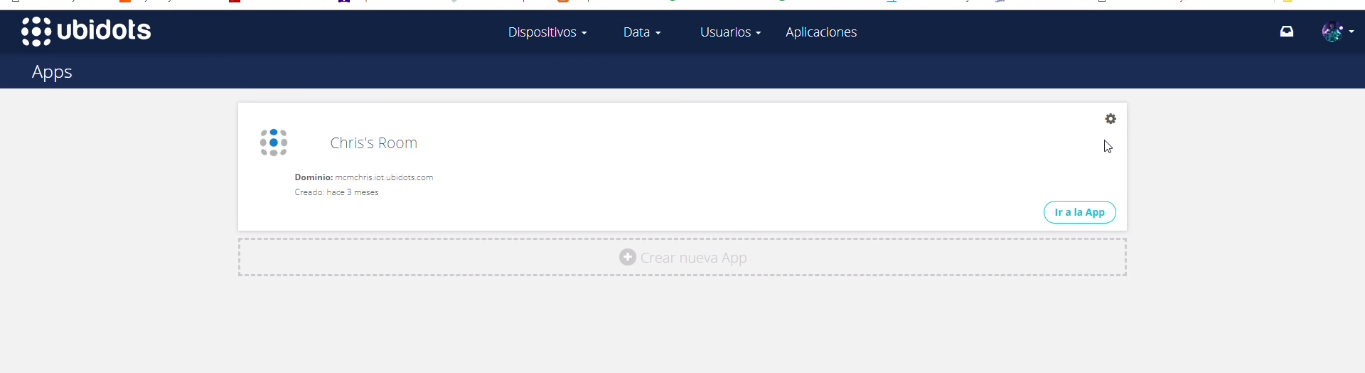 ubidots
Dispositivos Data Usuarios Aplicaciones
Apps
Chris's Room
Dominio: mcmchris.iot.ubidots.com
Creado: hace 3 meses
Ir a la App
Crear nueva App